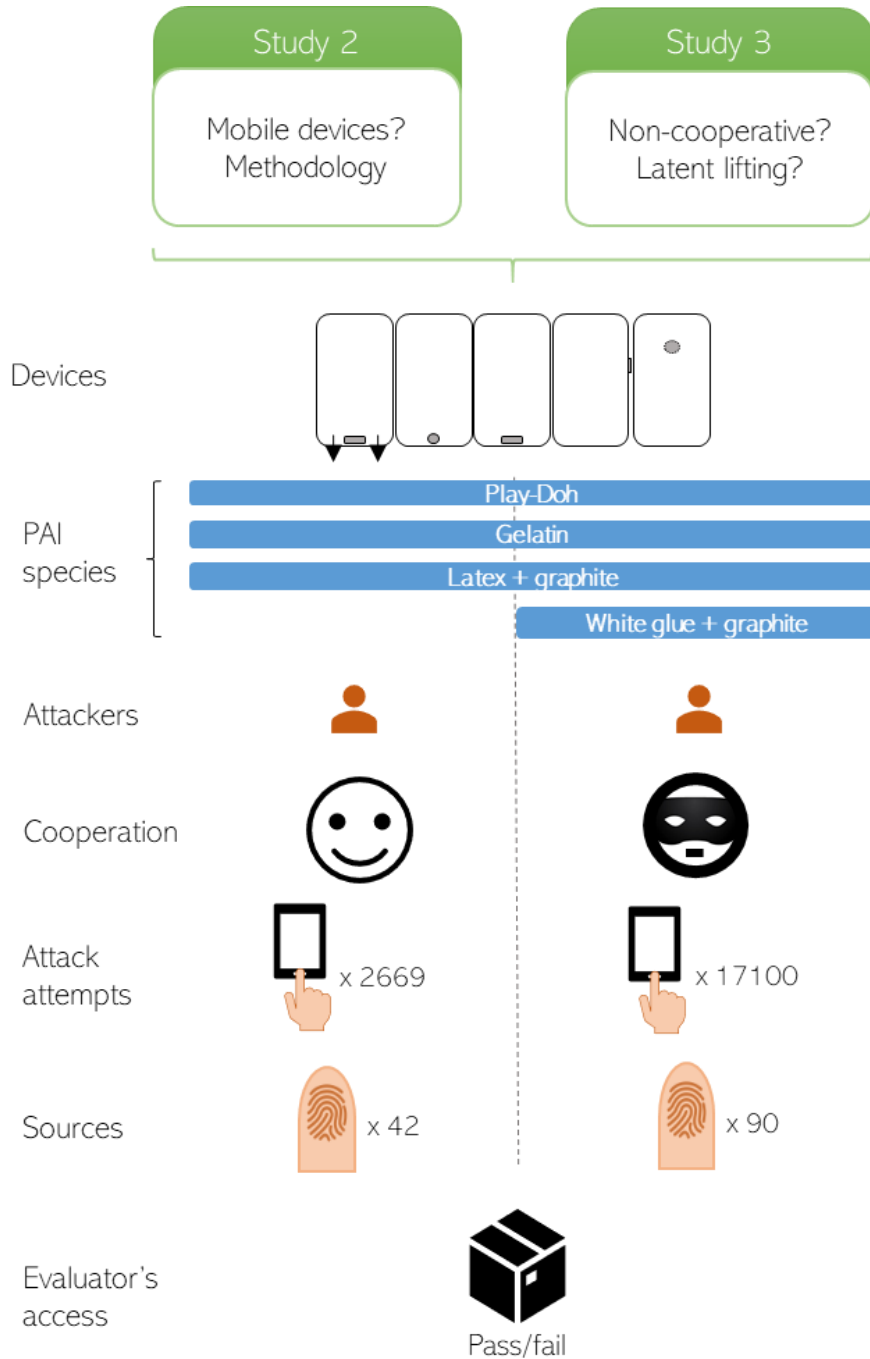 Study 2
Study 3
Mobile devices?
Methodology
Non-cooperative?
Latent lifting?
Devices
PAI
species
Play-Doh
Gelatin
Latex + graphite
White glue + graphite
Attackers
Cooperation
Attack
attempts
x 2669
x 17100
Sources
x 42
x 90
Evaluator's
access
Pass/fail